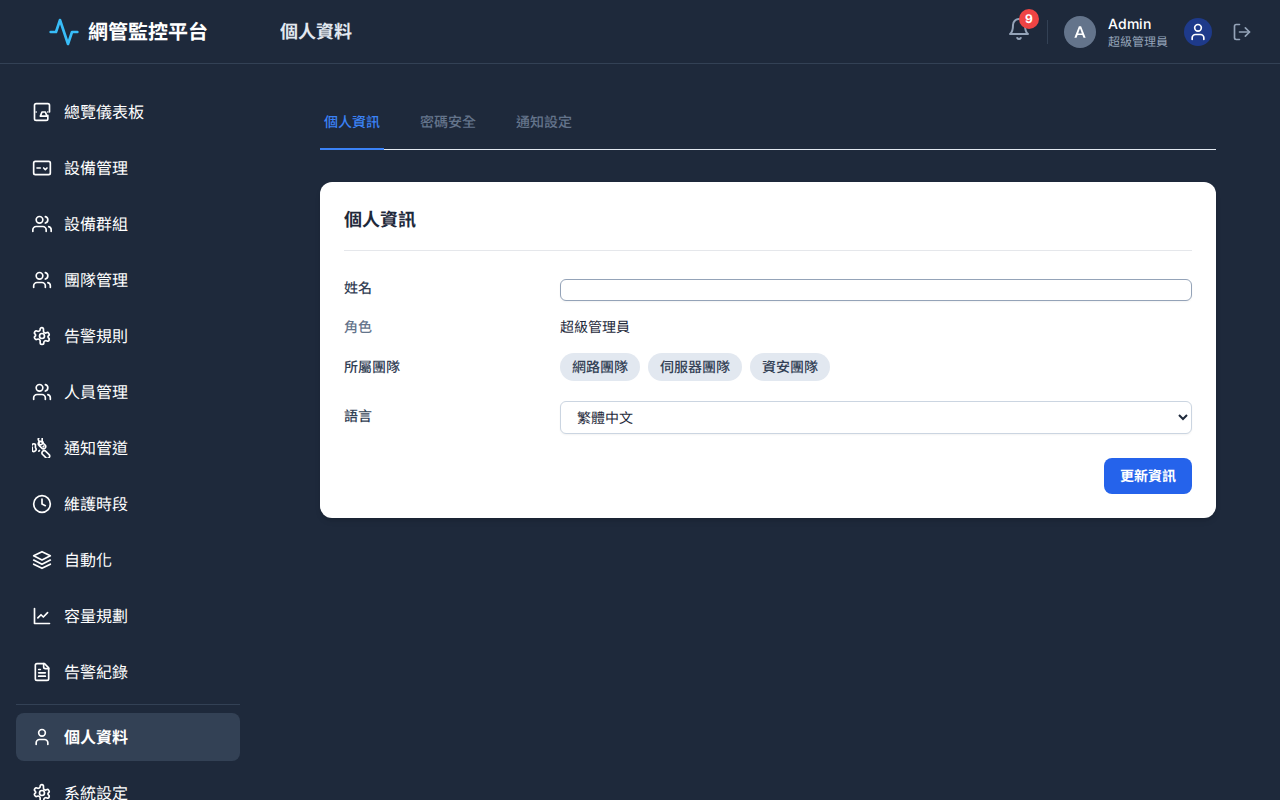 網管監控平台
個人資料
9
A
Admin
超級管理員
總覽儀表板
設備管理
設備群組
團隊管理
告警規則
人員管理
通知管道
維護時段
自動化
容量規劃
告警紀錄
個人資料
系統設定
個人資訊
密碼安全
通知設定
個人資訊
姓名
角色
超級管理員
所屬團隊
網路團隊
伺服器團隊
資安團隊
語言
繁體中文
更新資訊